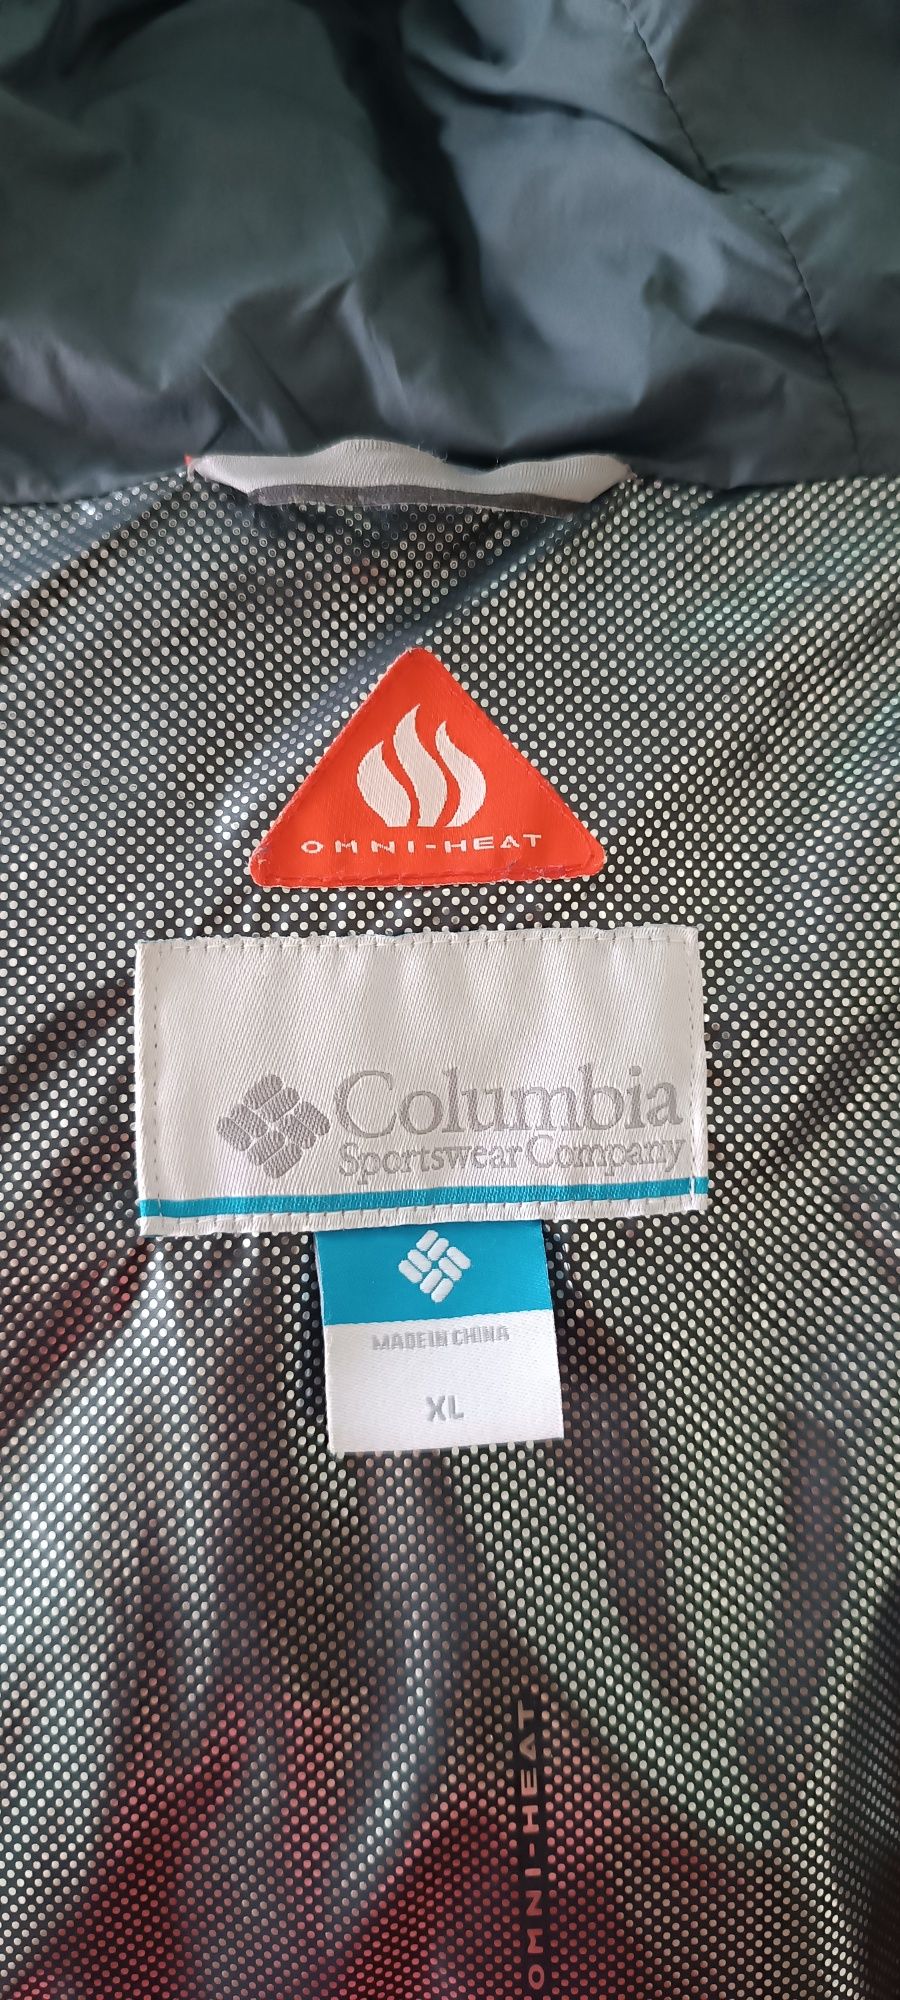 OMNI-HEAT
Columbia
Sportswear Company
MADE IN CHINA
XL
OMNI-HEAT